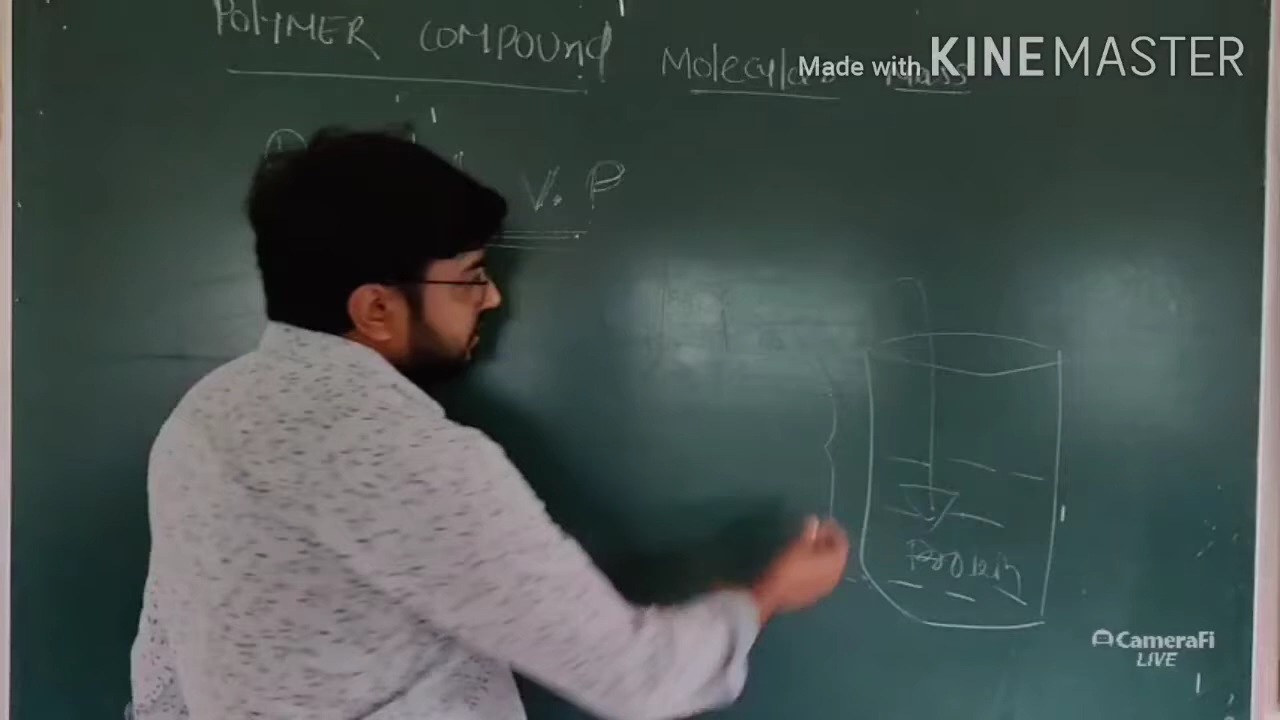 POLYMER COMPOUND
Molecular Mass
Made with KINEMASTER
V. P
CameraFi
LIVE